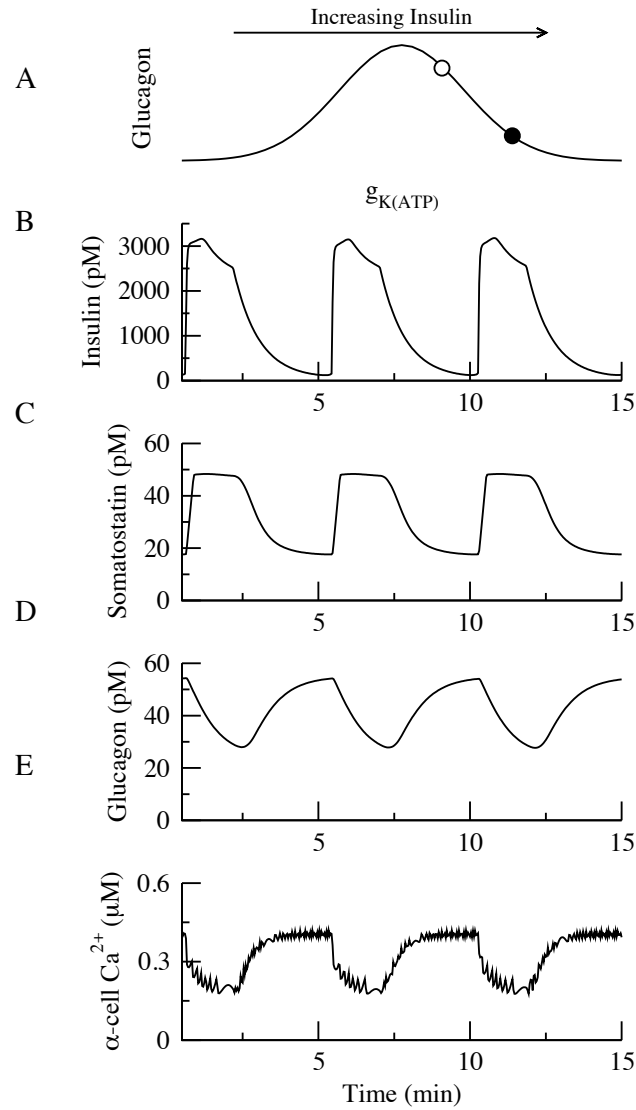 Increasing Insulin
A
Glucagon
g_K(ATP)
B
Insulin (pM)
3000
2000
1000
0
5
10
15
C
Somatostatin (pM)
60
40
20
0
5
10
15
D
Glucagon (pM)
60
40
20
0
5
10
15
E
α-cell Ca²⁺ (μM)
0.6
0.3
0
5
10
15
Time (min)